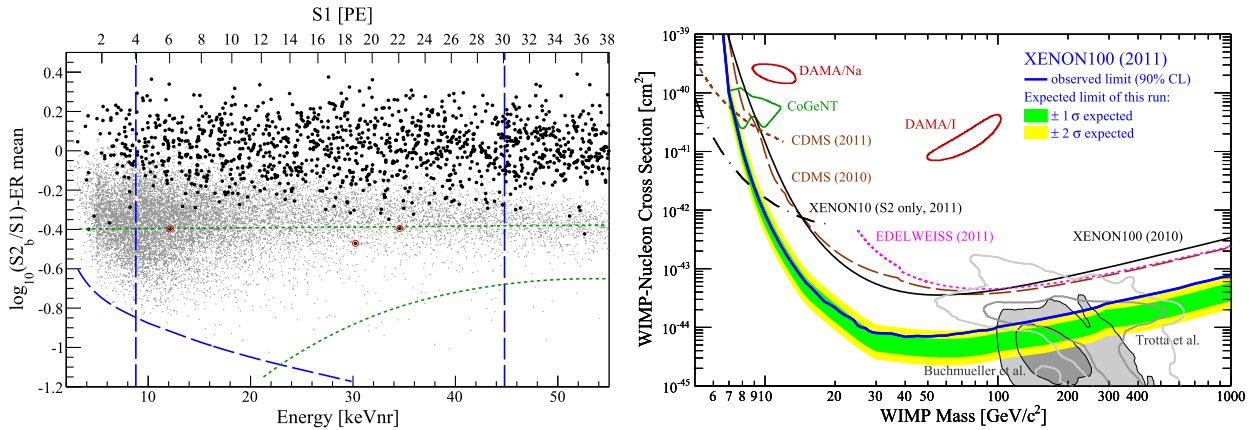 S1 [PE]
2 4 6 8 10 12 14 16 18 20 22 24 26 28 30 32 34 36 38
0.4
0.2
0
-0.2
-0.4
-0.6
-0.8
-1
-1.2
log10(S2b/S1)-ER mean
10 20 30 40 50
Energy [keVnr]
10-39
10-40
10-41
10-42
10-43
10-44
10-45
WIMP-Nucleon Cross Section [cm2]
6 7 8 910 20 30 40 50 100 200 300 400 1000
WIMP Mass [GeV/c2]
XENON100 (2011)
observed limit (90% CL)
Expected limit of this run:
± 1 σ expected
± 2 σ expected
DAMA/Na
CoGeNT
DAMA/I
CDMS (2011)
CDMS (2010)
XENON10 (S2 only, 2011)
EDELWEISS (2011)
XENON100 (2010)
Trotta et al.
Buchmueller et al.